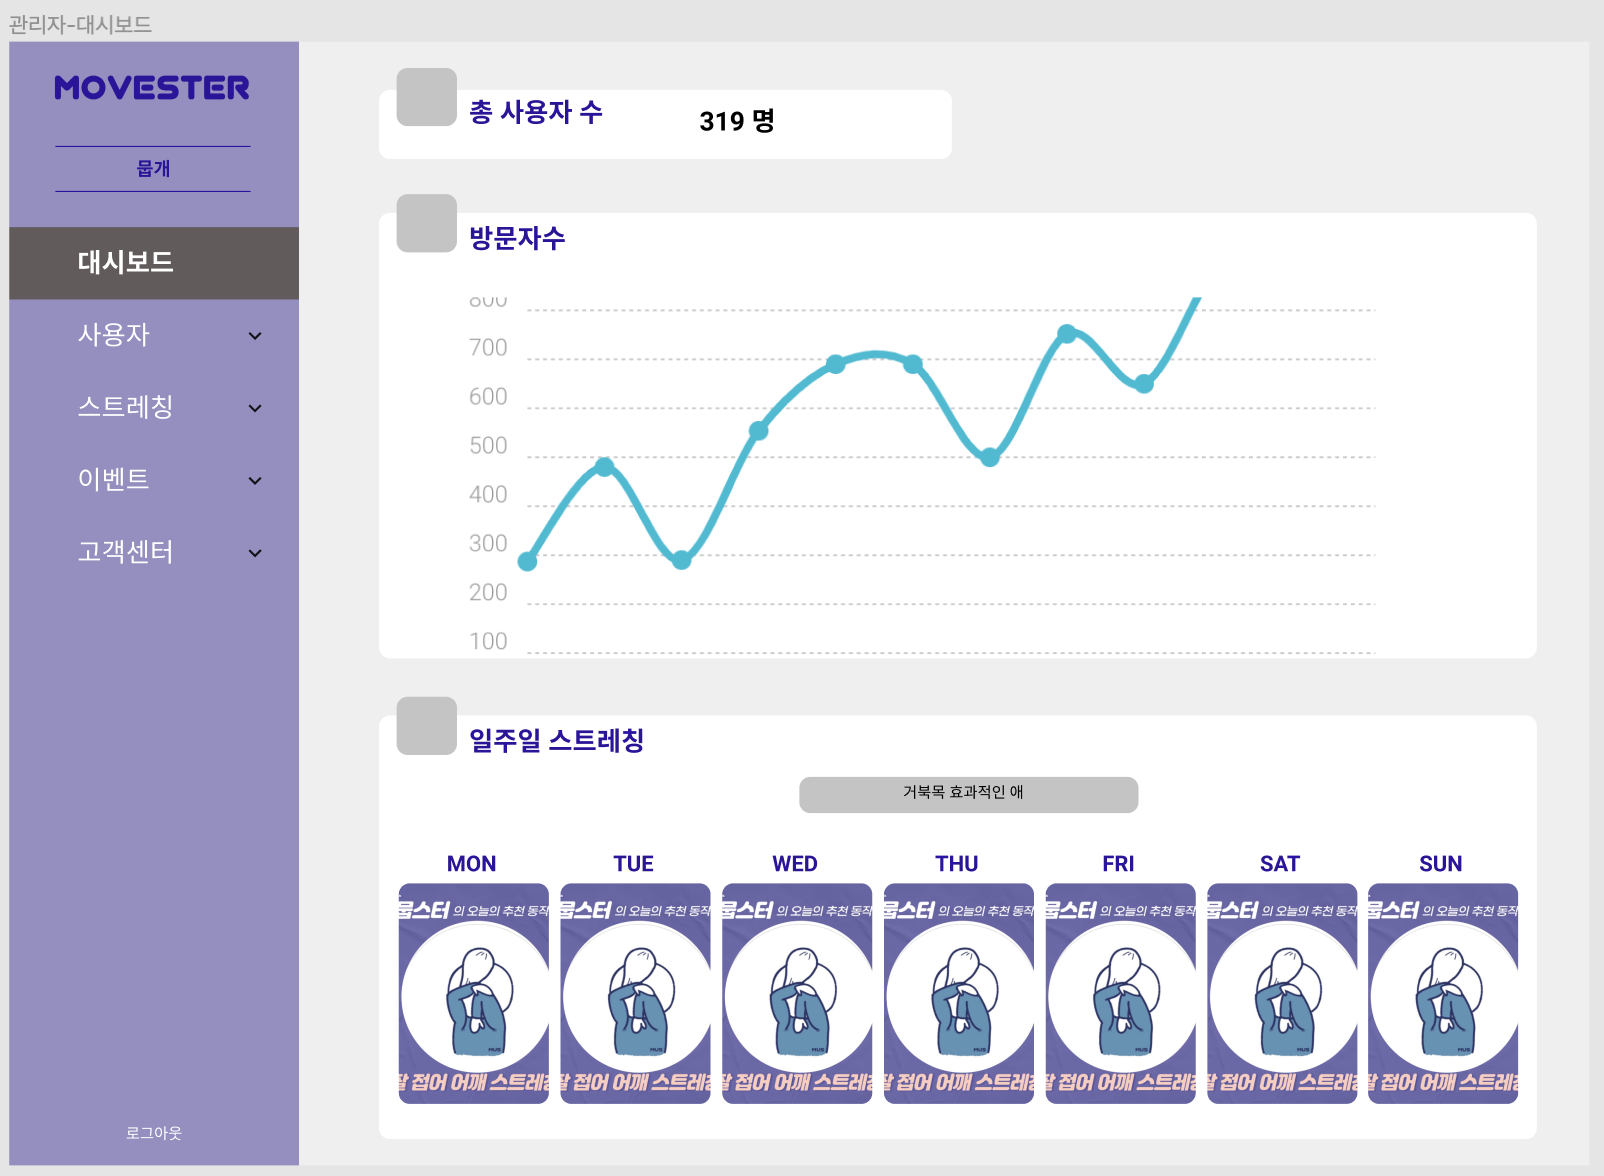 관리자-대시보드
MOVESTER
뭅개
대시보드
사용자
스트레칭
이벤트
고객센터
로그아웃
총 사용자 수
319 명
방문자수
800
700
600
500
400
300
200
100
일주일 스트레칭
거북목 효과적인 애
MON
TUE
WED
THU
FRI
SAT
SUN
뭅스터 의 오늘의 추천 동작
뭅스터 의 오늘의 추천 동작
뭅스터 의 오늘의 추천 동작
뭅스터 의 오늘의 추천 동작
뭅스터 의 오늘의 추천 동작
뭅스터 의 오늘의 추천 동작
뭅스터 의 오늘의 추천 동작
팔 접어 어깨 스트레칭
팔 접어 어깨 스트레칭
팔 접어 어깨 스트레칭
팔 접어 어깨 스트레칭
팔 접어 어깨 스트레칭
팔 접어 어깨 스트레칭
팔 접어 어깨 스트레칭